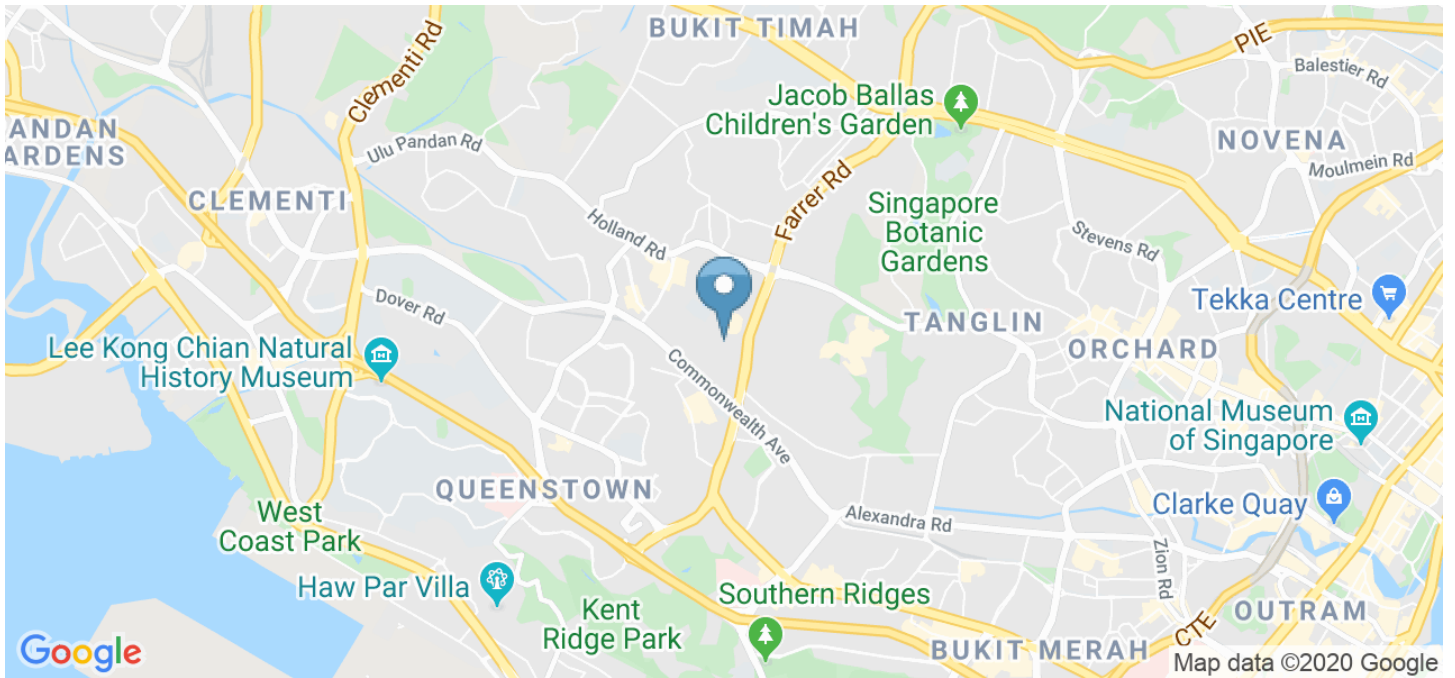 BUKIT TIMAH
PIE
Balestier Rd
Clementi Rd
Jacob Ballas
Children's Garden
ANDAN
ARDENS
NOVENA
Ulu Pandan Rd
Moulmein Rd
CLEMENTI
Farrer Rd
Singapore
Botanic
Gardens
Holland Rd
Stevens Rd
Dover Rd
Tekka Centre
TANGLIN
ORCHARD
Lee Kong Chian Natural
History Museum
Commonwealth Ave
National Museum
of Singapore
QUEENSTOWN
Clarke Quay
West
Coast Park
Alexandra Rd
Zion Rd
Haw Par Villa
Southern Ridges
Kent
Ridge Park
OUTRAM
CTE
BUKIT MERAH
Google
Map data ©2020 Google